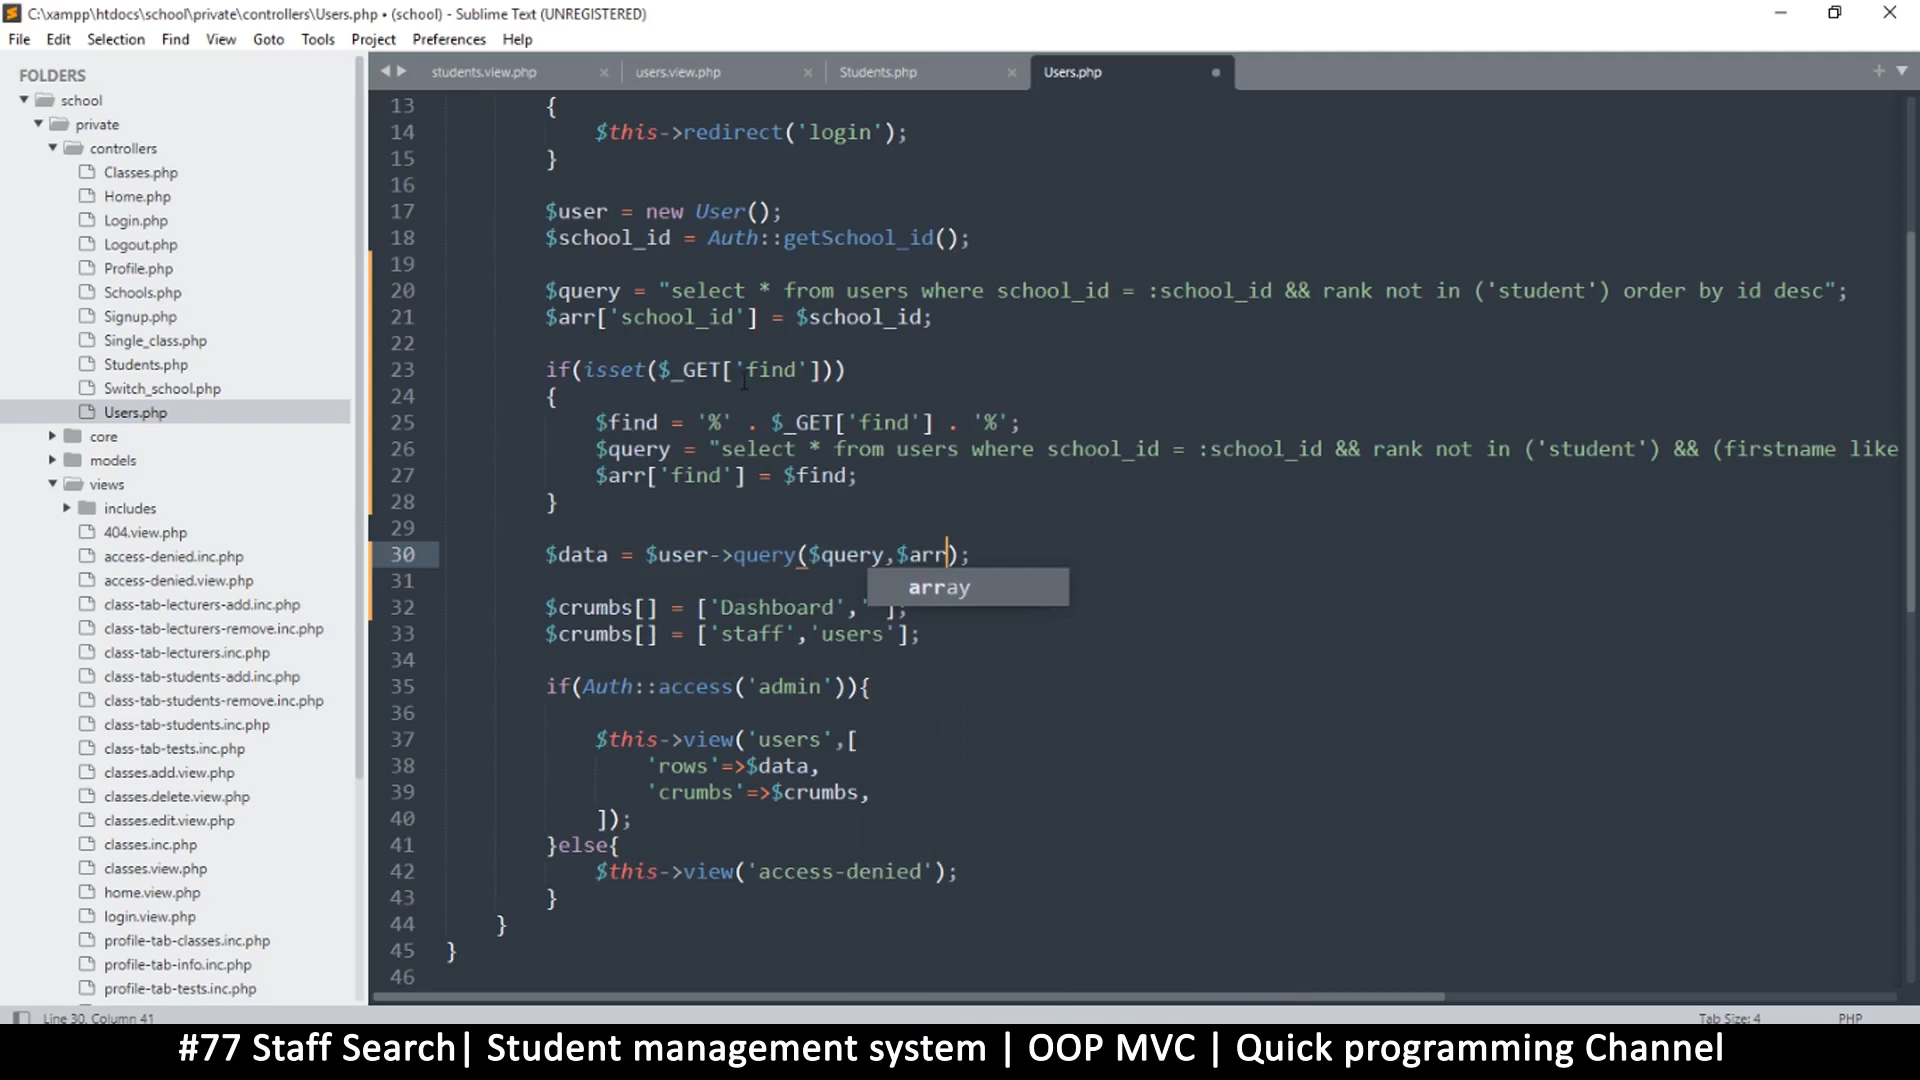 C:\xampp\htdocs\school\private\controllers\Users.php • (school) - Sublime Text (UNREGISTERED)
File Edit Selection Find View Goto Tools Project Preferences Help
FOLDERS
school
private
controllers
Classes.php
Home.php
Login.php
Logout.php
Profile.php
Schools.php
Signup.php
Single_class.php
Students.php
Switch_school.php
Users.php
core
models
views
includes
404.view.php
access-denied.inc.php
access-denied.view.php
class-tab-lecturers-add.inc.php
class-tab-lecturers-remove.inc.php
class-tab-lecturers.inc.php
class-tab-students-add.inc.php
class-tab-students-remove.inc.php
class-tab-students.inc.php
class-tab-tests.inc.php
classes.add.view.php
classes.delete.view.php
classes.edit.view.php
classes.inc.php
classes.view.php
home.view.php
login.view.php
profile-tab-classes.inc.php
profile-tab-info.inc.php
profile-tab-tests.inc.php
students.view.php users.view.php Students.php Users.php
13 {
14 $this->redirect('login');
15 }
16
17 $user = new User();
18 $school_id = Auth::getSchool_id();
19
20 $query = "select * from users where school_id = :school_id && rank not in ('student') order by id desc";
21 $arr['school_id'] = $school_id;
22
23 if(isset($_GET['find']))
24 {
25 $find = '%' . $_GET['find'] . '%';
26 $query = "select * from users where school_id = :school_id && rank not in ('student') && (firstname like
27 $arr['find'] = $find;
28 }
29
30 $data = $user->query($query,$arr);
array
31
32 $crumbs[] = ['Dashboard',''];
33 $crumbs[] = ['staff','users'];
34
35 if(Auth::access('admin')){
36
37 $this->view('users',[
38 'rows'=>$data,
39 'crumbs'=>$crumbs,
40 ]);
41 }else{
42 $this->view('access-denied');
43 }
44 }
45 }
46
Line 30, Column 41 Tab Size: 4 PHP
#77 Staff Search| Student management system | OOP MVC | Quick programming Channel